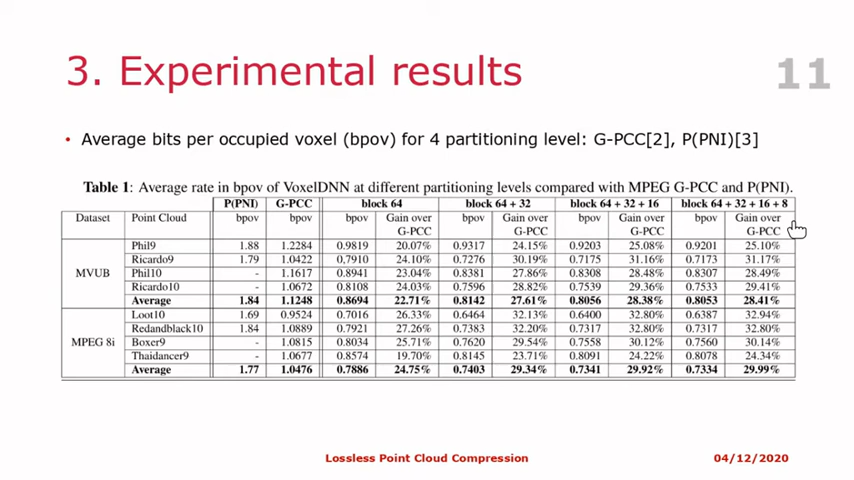 3. Experimental results
11
• Average bits per occupied voxel (bpov) for 4 partitioning level: G-PCC[2], P(PNI)[3]
Table 1: Average rate in bpov of VoxelDNN at different partitioning levels compared with MPEG G-PCC and P(PNI).
P(PNI) G-PCC block 64 block 64 + 32 block 64 + 32 + 16 block 64 + 32 + 16 + 8
Dataset Point Cloud bpov bpov bpov Gain over bpov Gain over bpov Gain over bpov Gain over
G-PCC G-PCC G-PCC G-PCC
Phil9 1.88 1.2284 0.9819 20.07% 0.9317 24.15% 0.9203 25.08% 0.9201 25.10%
MVUB Ricardo9 1.79 1.0422 0,7910 24.10% 0.7276 30.19% 0.7175 31.16% 0.7173 31.17%
Phil10 - 1.1617 0.8941 23.04% 0.8381 27.86% 0.8308 28.48% 0.8307 28.49%
Ricardo10 - 1.0672 0.8108 24.03% 0.7596 28.82% 0.7539 29.36% 0.7533 29.41%
Average 1.84 1.1248 0.8694 22.71% 0.8142 27.61% 0.8056 28.38% 0.8053 28.41%
Loot10 1.69 0.9524 0.7016 26.33% 0.6464 32.13% 0.6400 32.80% 0.6387 32.94%
Redandblack10 1.84 1.0889 0.7921 27.26% 0.7383 32.20% 0.7317 32.80% 0.7317 32.80%
MPEG 8i Boxer9 - 1.0815 0.8034 25.71% 0.7620 29.54% 0.7558 30.12% 0.7560 30.14%
Thaidancer9 - 1.0677 0.8574 19.70% 0.8145 23.71% 0.8091 24.22% 0.8078 24.34%
Average 1.77 1.0476 0.7886 24.75% 0.7403 29.34% 0.7341 29.92% 0.7334 29.99%
Lossless Point Cloud Compression
04/12/2020